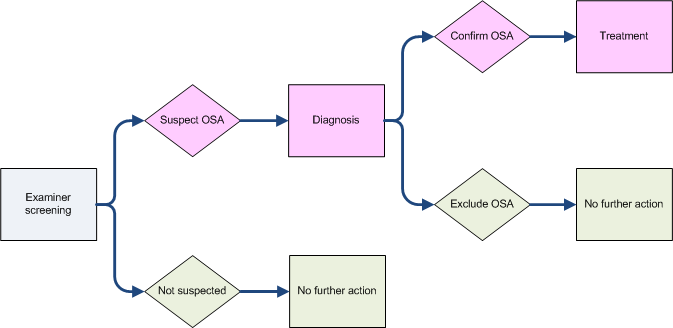 Confirm OSA
Treatment
Suspect OSA
Diagnosis
Examiner
screening
Exclude OSA
No further action
Not suspected
No further action